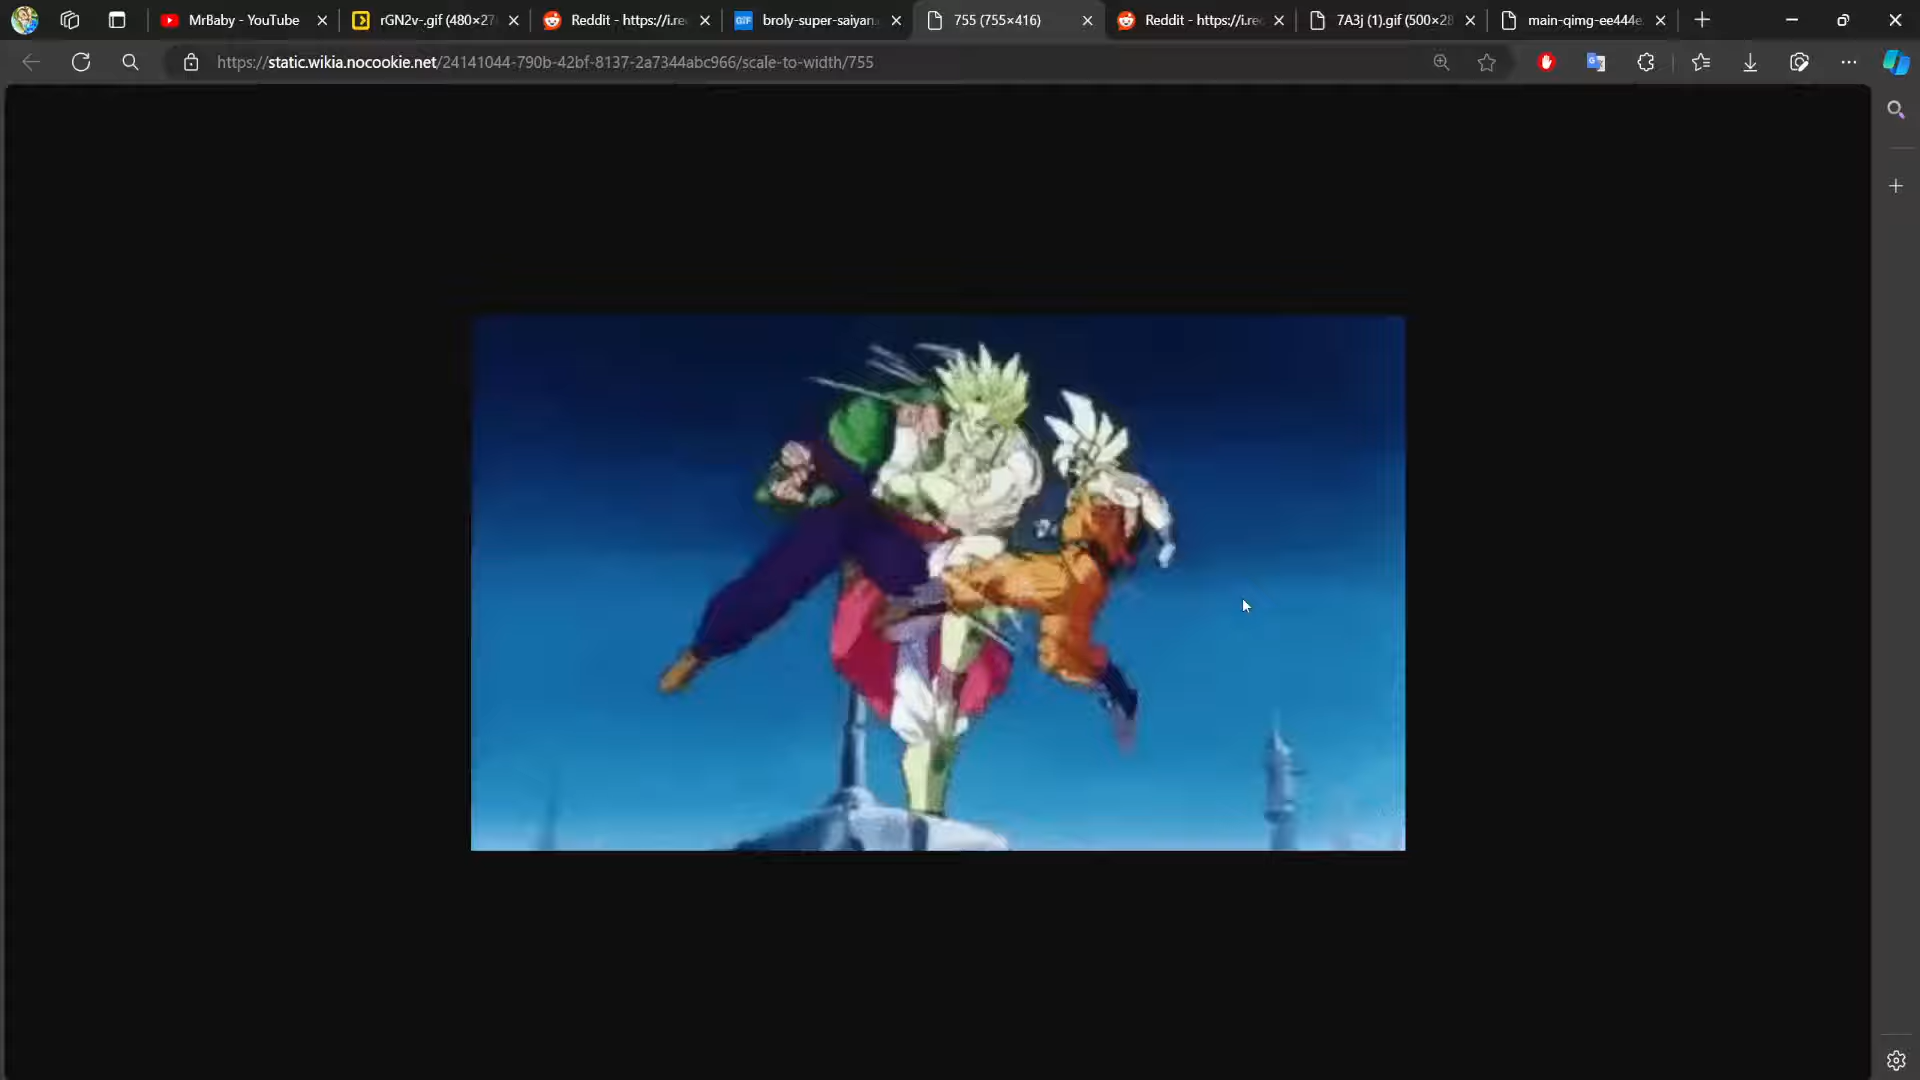 MrBaby - YouTube
rGN2v-.gif (480×27
Reddit - https://i.re
GIF
broly-super-saiyan
755 (755×416)
Reddit - https://i.re
7A3j (1).gif (500×28
main-qimg-ee444e
https://static.wikia.nocookie.net/24141044-790b-42bf-8137-2a7344abc966/scale-to-width/755